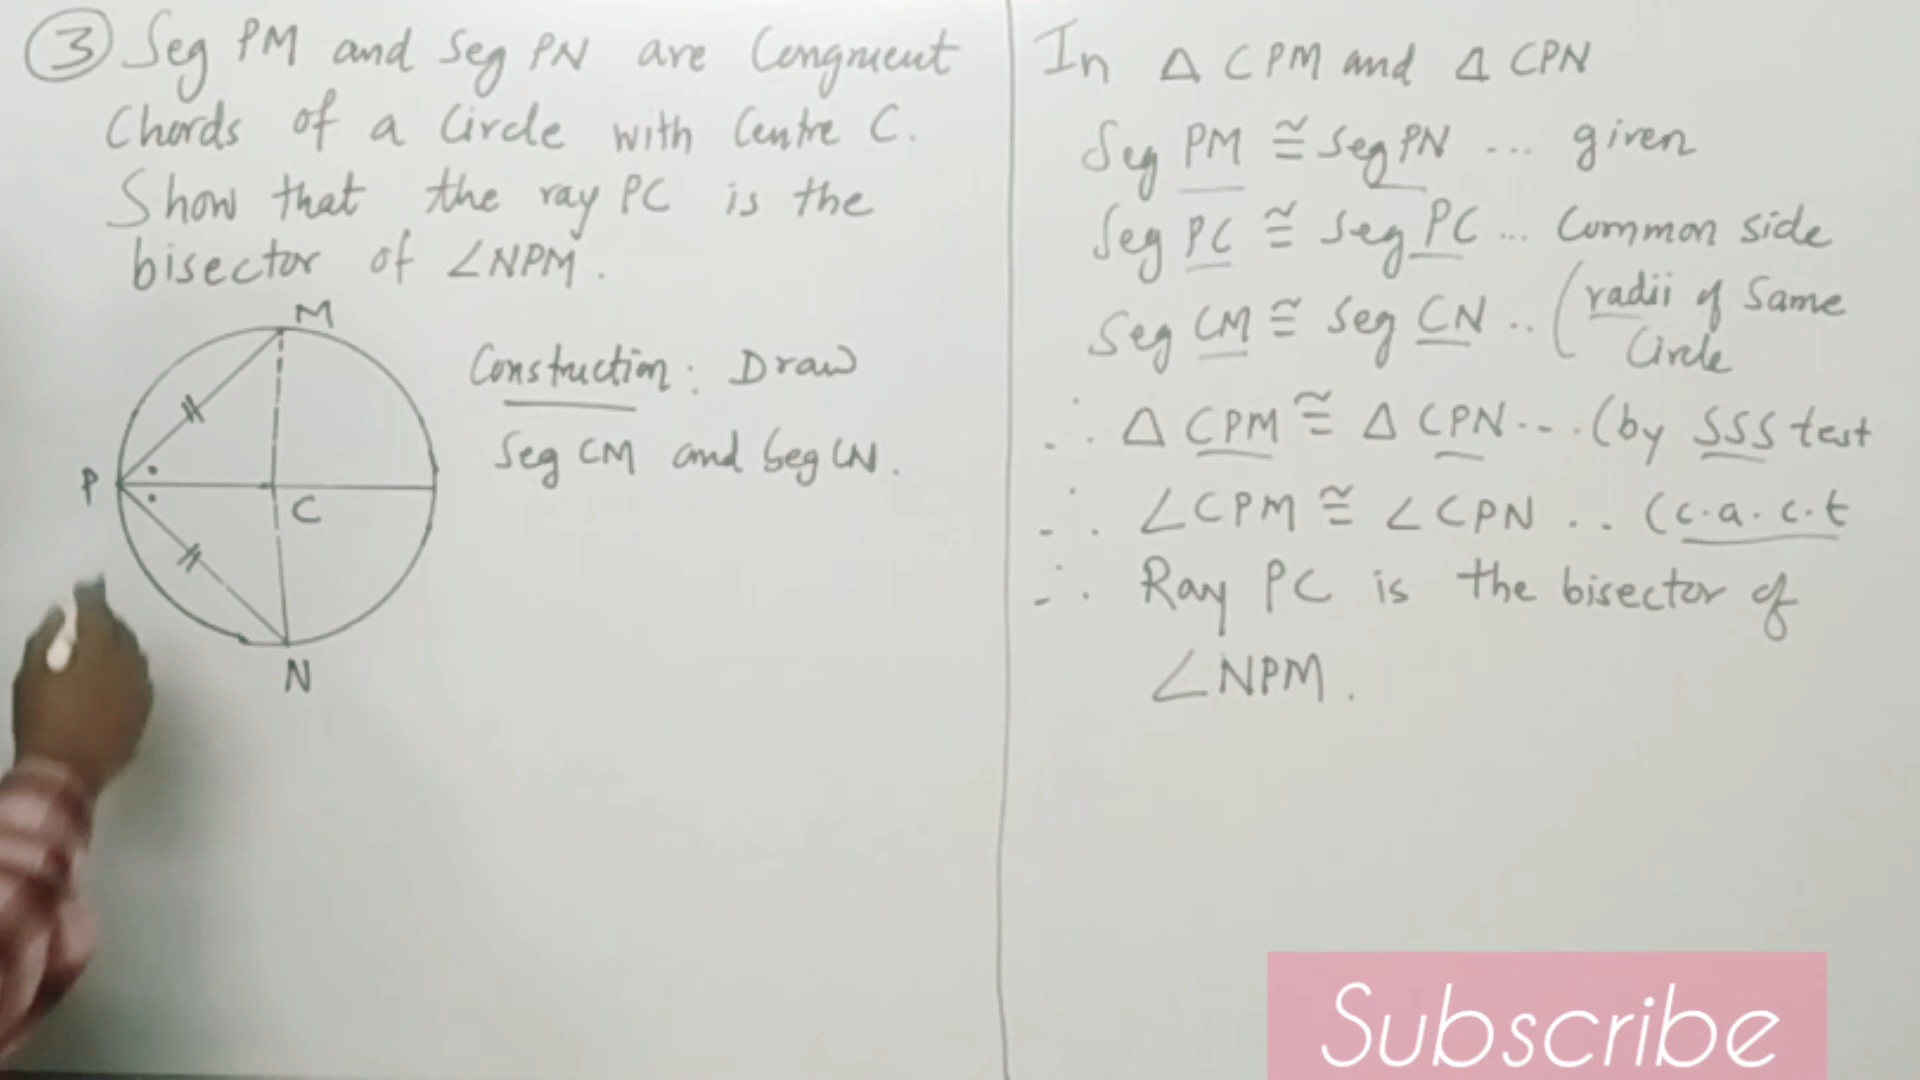 ③ Seg PM and Seg PN are Congruent
Chords of a Circle with Centre C.
Show that the ray PC is the
bisector of ∠NPM.
M
Construction: Draw
Seg CM and Seg CN.
P
C
N
In △ CPM and △ CPN
Seg PM ≅ Seg PN ... given
Seg PC ≅ Seg PC ... Common side
Seg CM ≅ Seg CN .. (radii of Same
Circle
∴ △ CPM ≅ △ CPN ... (by SSS test
∴ ∠CPM ≅ ∠CPN .. (c.a.c.t
∴ Ray PC is the bisector of
∠NPM.
Subscribe